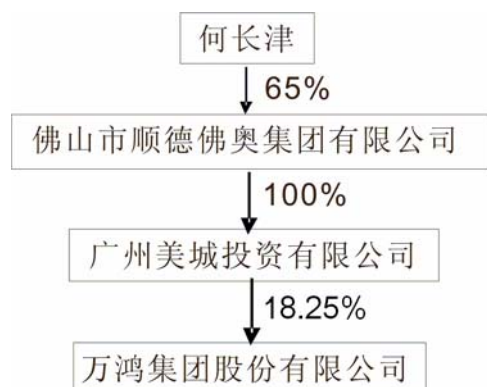 何长津
65%
佛山市顺德佛奥集团有限公司
100%
广州美城投资有限公司
18.25%
万鸿集团股份有限公司